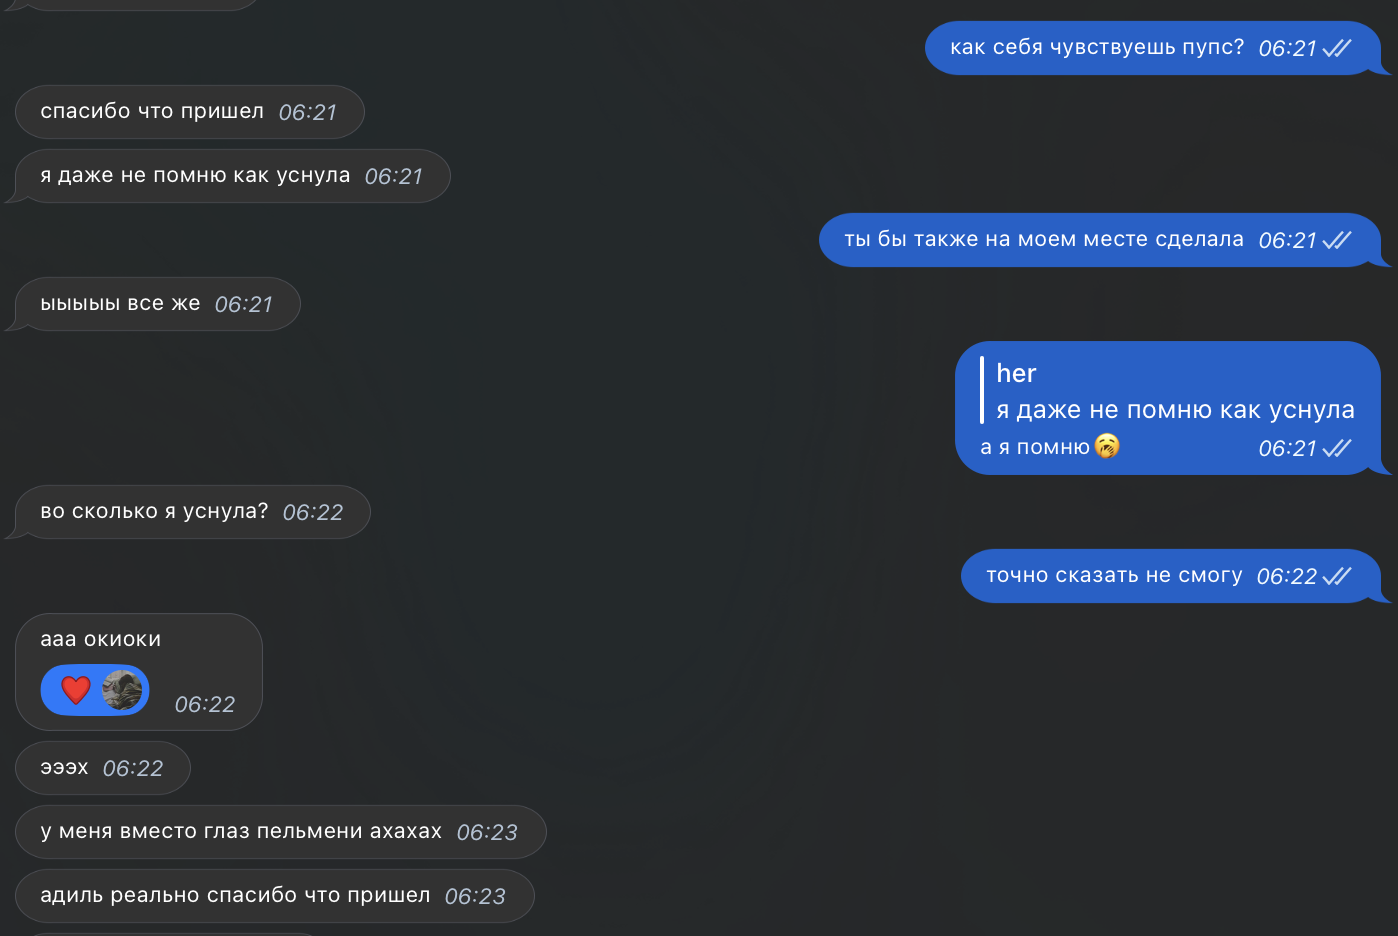 как себя чувствуешь пупс? 06:21
спасибо что пришел 06:21
я даже не помню как уснула 06:21
ты бы также на моем месте сделала 06:21
ыыыыы все же 06:21
her
я даже не помню как уснула
а я помню🥱 06:21
во сколько я уснула? 06:22
точно сказать не смогу 06:22
ааа окиоки
❤️ 06:22
эээх 06:22
у меня вместо глаз пельмени ахахах 06:23
адиль реально спасибо что пришел 06:23